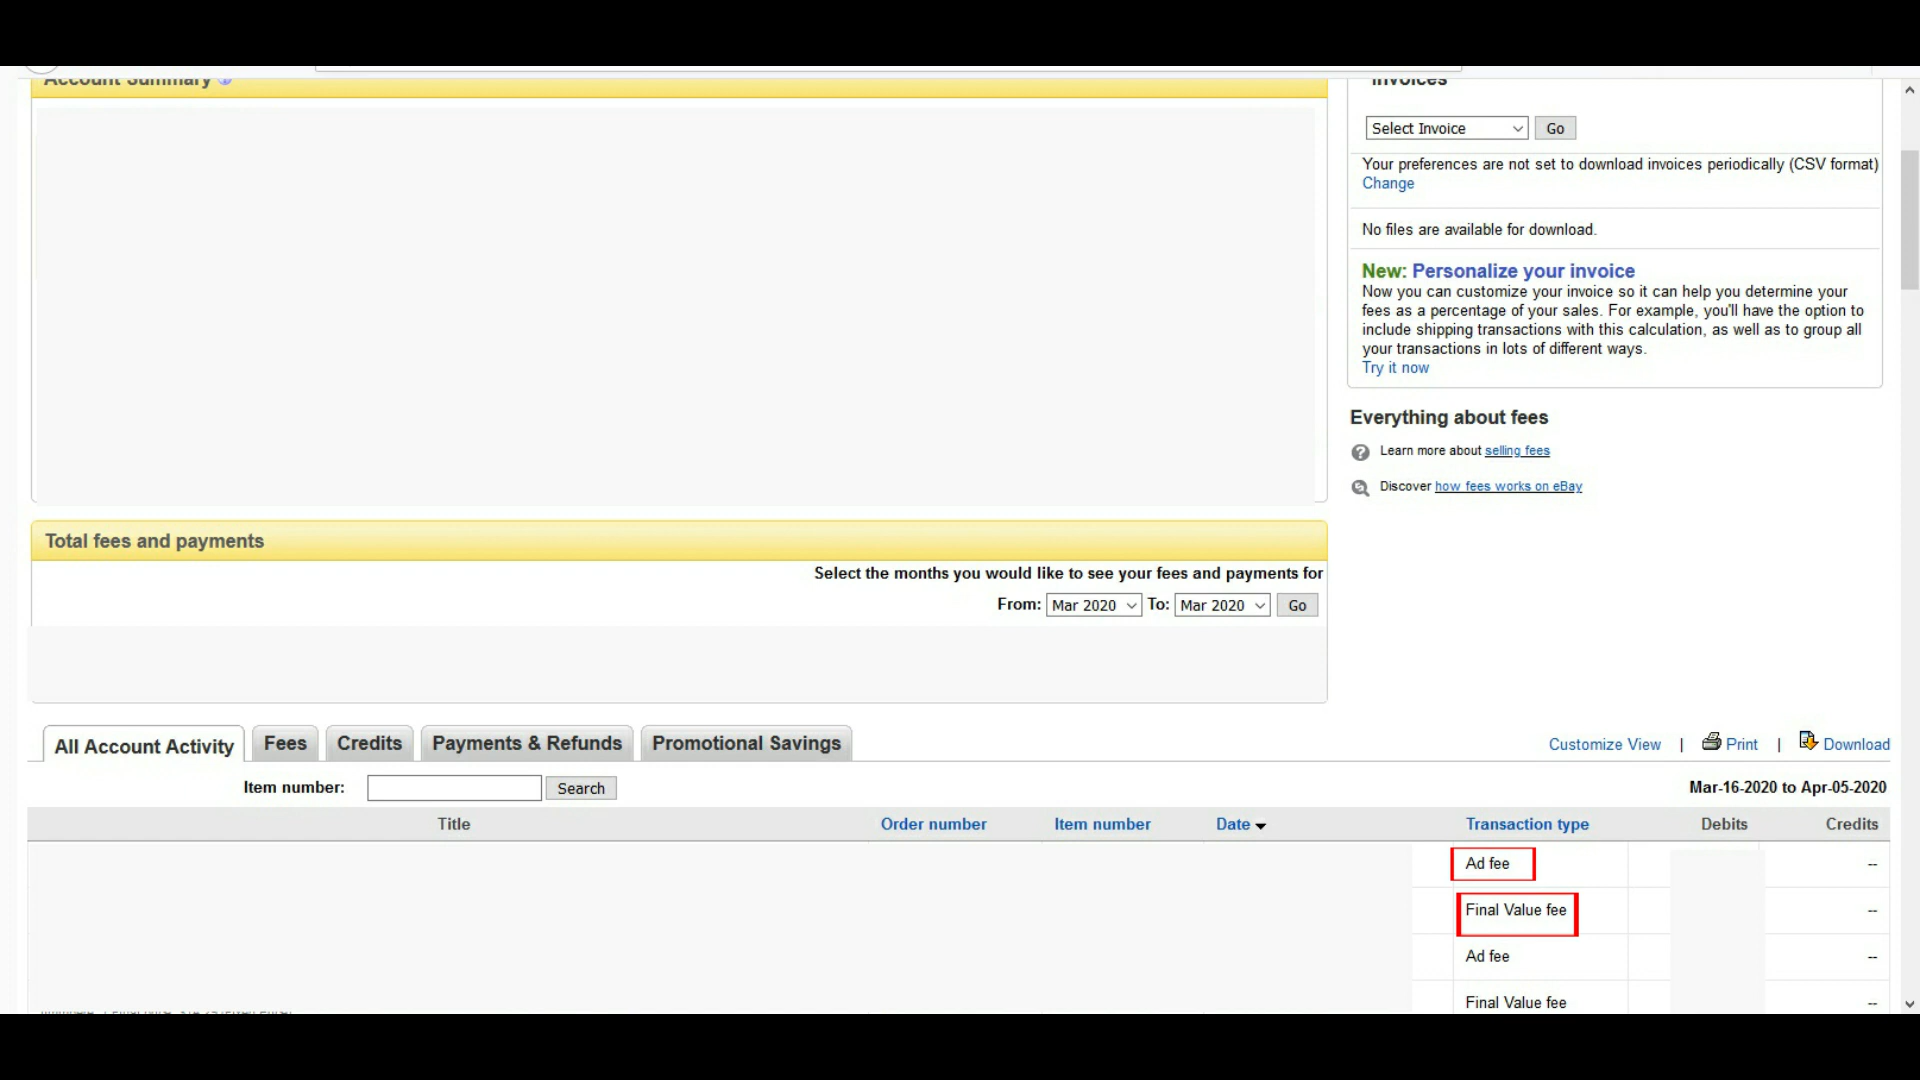 Account Summary
Invoices
Select Invoice Go
Your preferences are not set to download invoices periodically (CSV format)
Change
No files are available for download.
New: Personalize your invoice
Now you can customize your invoice so it can help you determine your
fees as a percentage of your sales. For example, you'll have the option to
include shipping transactions with this calculation, as well as to group all
your transactions in lots of different ways.
Try it now
Everything about fees
Learn more about selling fees
Discover how fees works on eBay
Total fees and payments
Select the months you would like to see your fees and payments for
From: Mar 2020 To: Mar 2020 Go
All Account Activity Fees Credits Payments & Refunds Promotional Savings Customize View | Print | Download
Item number: Search Mar-16-2020 to Apr-05-2020
Title Order number Item number Date Transaction type Debits Credits
Ad fee --
Final Value fee --
Ad fee --
Final Value fee --